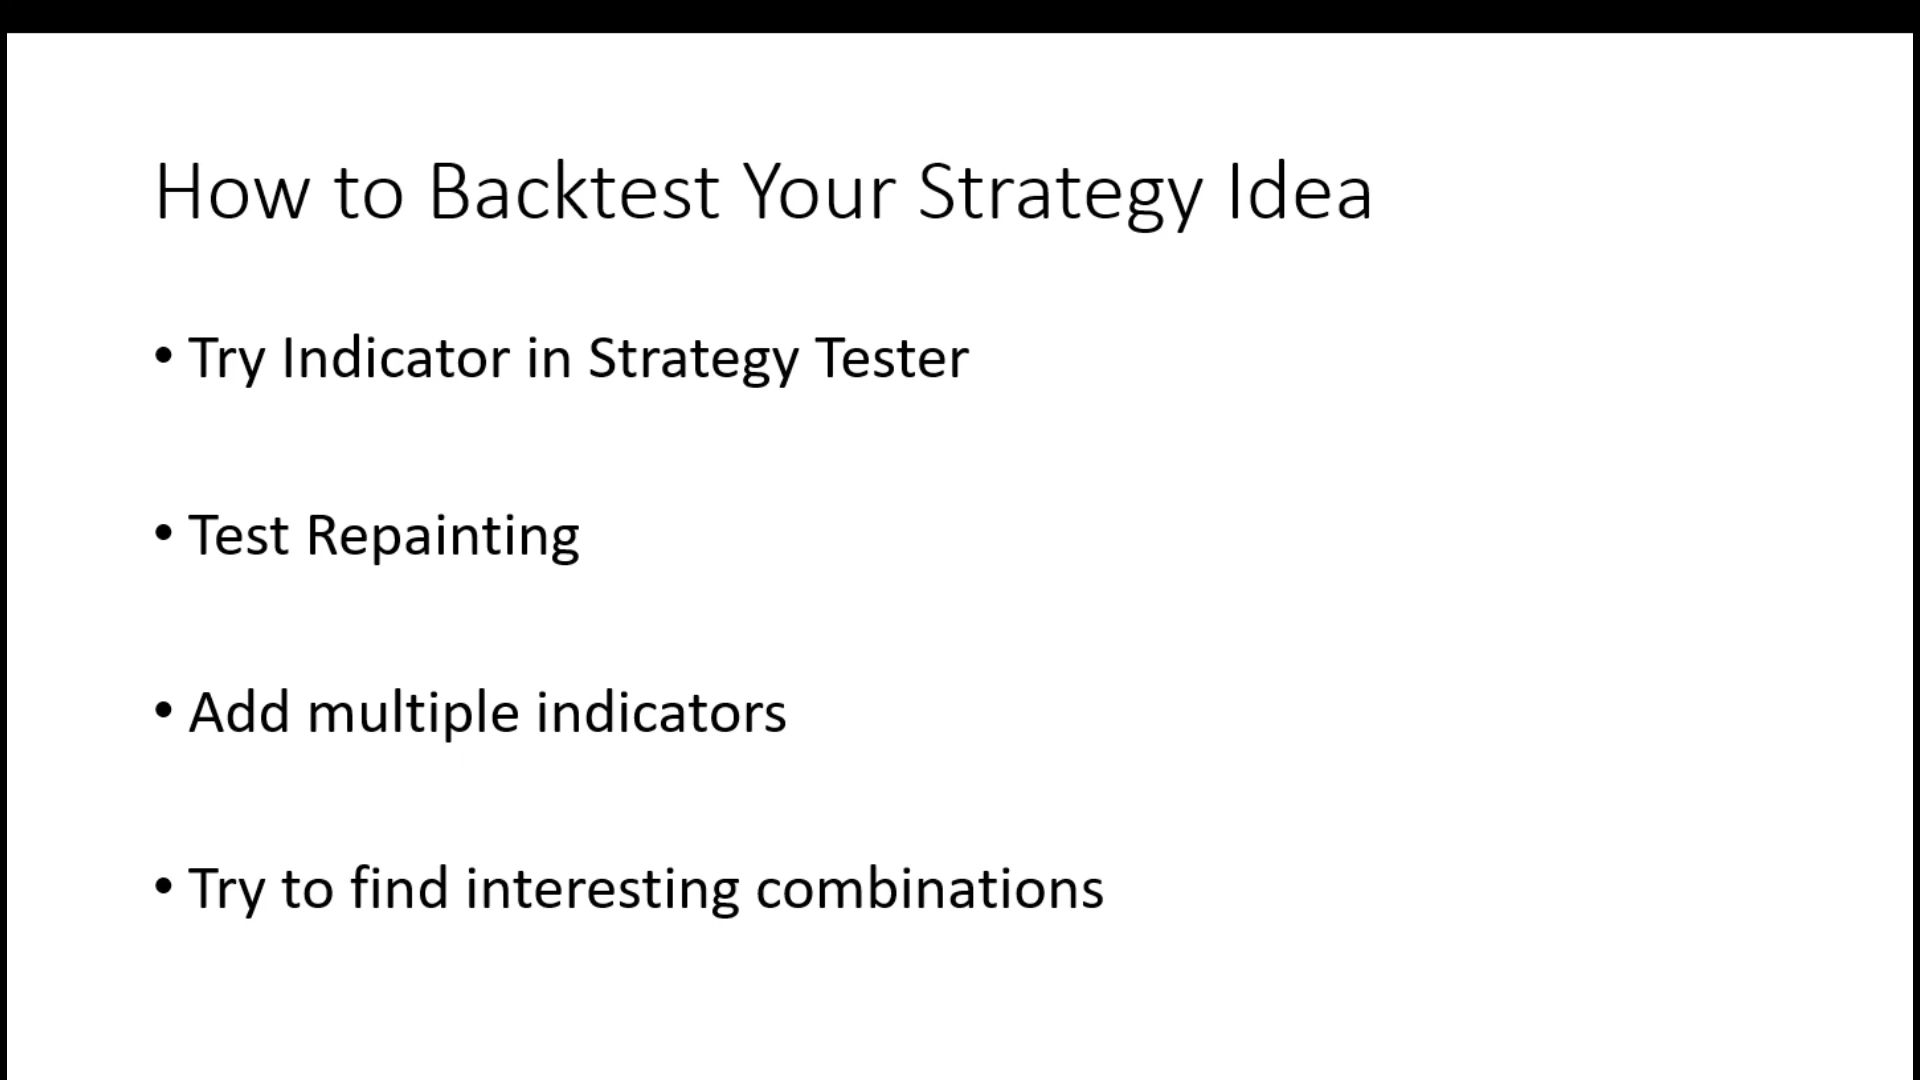 How to Backtest Your Strategy Idea
• Try Indicator in Strategy Tester
• Test Repainting
• Add multiple indicators
• Try to find interesting combinations